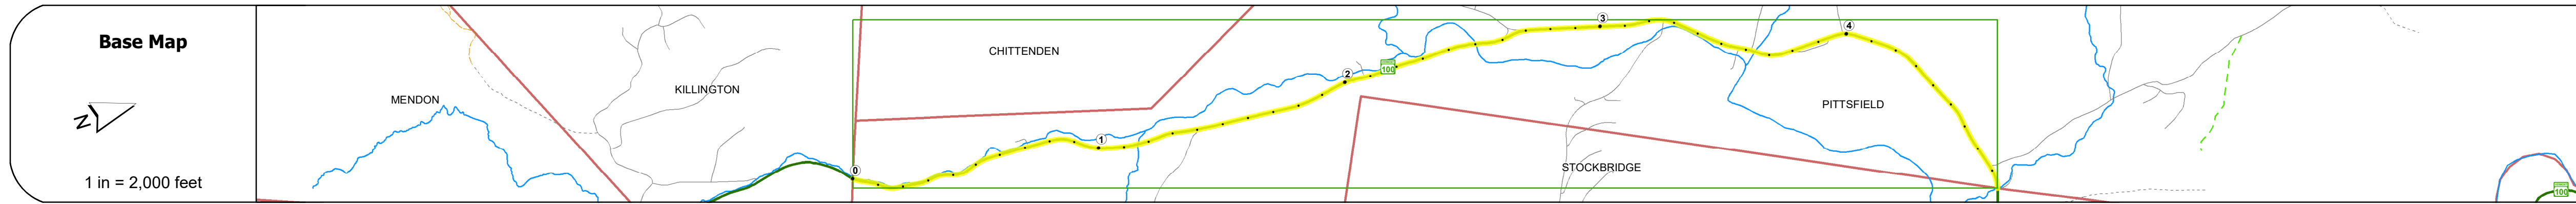 Base Map
N
1 in = 2,000 feet
MENDON
KILLINGTON
CHITTENDEN
STOCKBRIDGE
PITTSFIELD
0
1
2
100
3
4
100